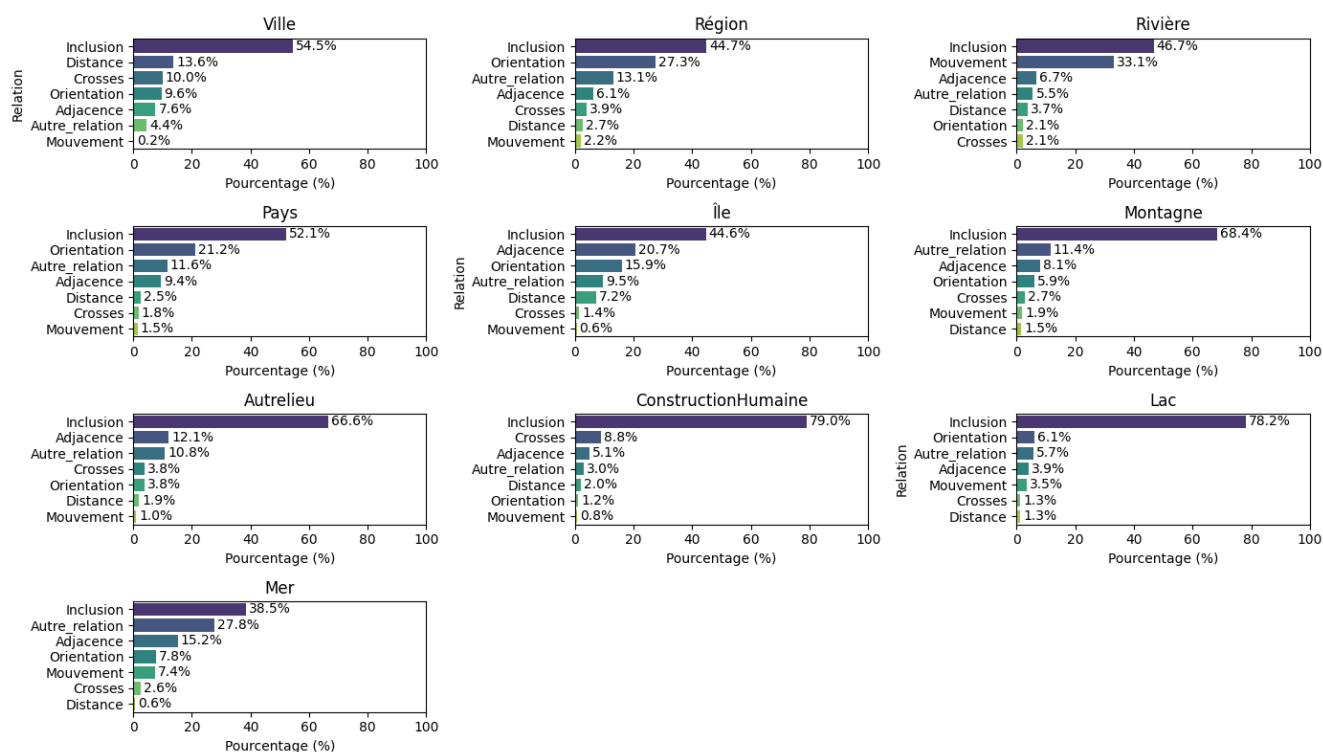 Ville
Relation
Inclusion 54.5%
Distance 13.6%
Crosses 10.0%
Orientation 9.6%
Adjacence 7.6%
Autre_relation 4.4%
Mouvement 0.2%
0 20 40 60 80 100
Pourcentage (%)
Région
Inclusion 44.7%
Orientation 27.3%
Autre_relation 13.1%
Adjacence 6.1%
Crosses 3.9%
Distance 2.7%
Mouvement 2.2%
0 20 40 60 80 100
Pourcentage (%)
Rivière
Inclusion 46.7%
Mouvement 33.1%
Adjacence 6.7%
Autre_relation 5.5%
Distance 3.7%
Orientation 2.1%
Crosses 2.1%
0 20 40 60 80 100
Pourcentage (%)
Pays
Inclusion 52.1%
Orientation 21.2%
Autre_relation 11.6%
Adjacence 9.4%
Distance 2.5%
Crosses 1.8%
Mouvement 1.5%
0 20 40 60 80 100
Pourcentage (%)
Île
Relation
Inclusion 44.6%
Adjacence 20.7%
Orientation 15.9%
Autre_relation 9.5%
Distance 7.2%
Crosses 1.4%
Mouvement 0.6%
0 20 40 60 80 100
Pourcentage (%)
Montagne
Inclusion 68.4%
Autre_relation 11.4%
Adjacence 8.1%
Orientation 5.9%
Crosses 2.7%
Mouvement 1.9%
Distance 1.5%
0 20 40 60 80 100
Pourcentage (%)
Autrelieu
Inclusion 66.6%
Adjacence 12.1%
Autre_relation 10.8%
Crosses 3.8%
Orientation 3.8%
Distance 1.9%
Mouvement 1.0%
0 20 40 60 80 100
Pourcentage (%)
ConstructionHumaine
Inclusion 79.0%
Crosses 8.8%
Adjacence 5.1%
Autre_relation 3.0%
Distance 2.0%
Orientation 1.2%
Mouvement 0.8%
0 20 40 60 80 100
Pourcentage (%)
Lac
Relation
Inclusion 78.2%
Orientation 6.1%
Autre_relation 5.7%
Adjacence 3.9%
Mouvement 3.5%
Crosses 1.3%
Distance 1.3%
0 20 40 60 80 100
Pourcentage (%)
Mer
Inclusion 38.5%
Autre_relation 27.8%
Adjacence 15.2%
Orientation 7.8%
Mouvement 7.4%
Crosses 2.6%
Distance 0.6%
0 20 40 60 80 100
Pourcentage (%)